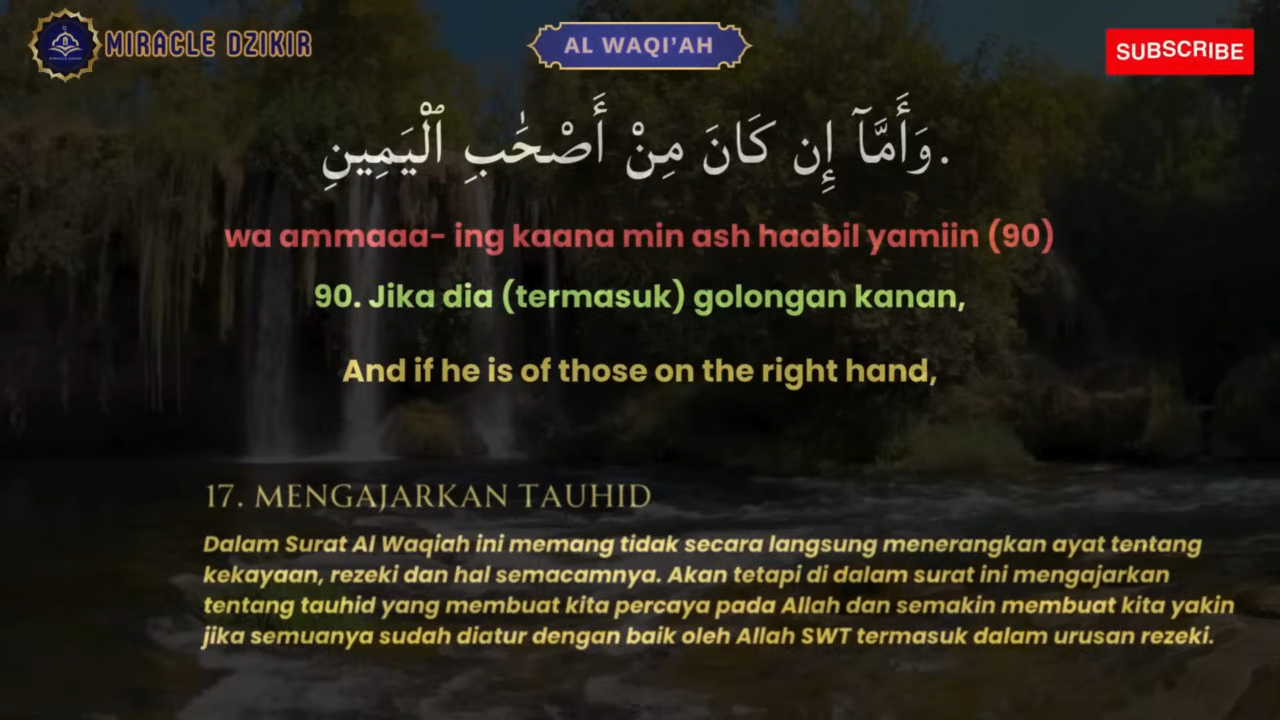 MIRACLE DZIKIR
AL WAQI'AH
SUBSCRIBE
وَأَمَّآ إِن كَانَ مِنْ أَصْحَٰبِ ٱلْيَمِينِ.
wa ammaaa- ing kaana min ash haabil yamiin (90)
90. Jika dia (termasuk) golongan kanan,
And if he is of those on the right hand,
17. MENGAJARKAN TAUHID
Dalam Surat Al Waqiah ini memang tidak secara langsung menerangkan ayat tentang
kekayaan, rezeki dan hal semacamnya. Akan tetapi di dalam surat ini mengajarkan
tentang tauhid yang membuat kita percaya pada Allah dan semakin membuat kita yakin
jika semuanya sudah diatur dengan baik oleh Allah SWT termasuk dalam urusan rezeki.